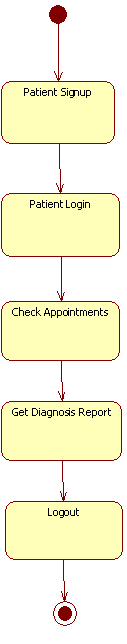 Patient Signup
Patient Login
Check Appointments
Get Diagnosis Report
Logout